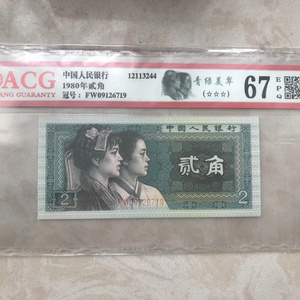 ACG
ANG GUARANTY
中国人民银行
1980年贰角
冠号：FW09126719
12113244
青绿美翠
(☆☆☆)
67
EPQ
中国人民银行
贰角
FW09126719
2
2